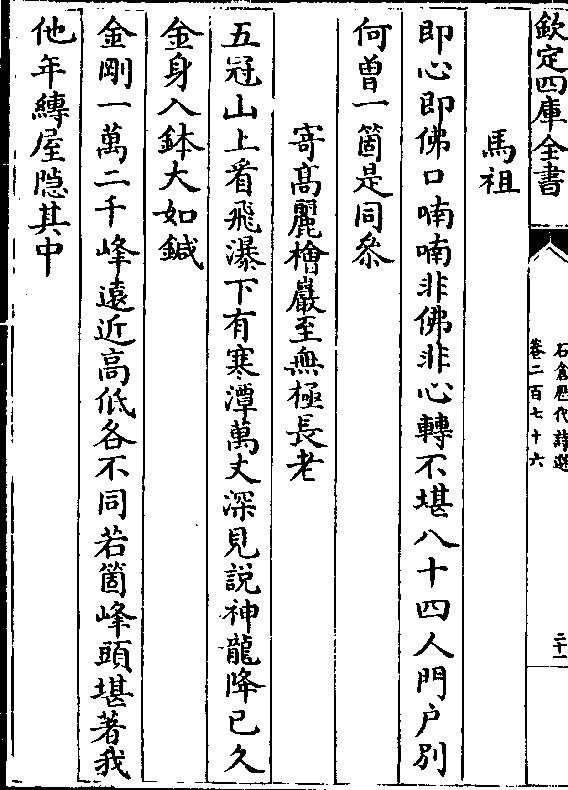 欽定四庫全書
石倉歷代詩選
卷二百七十六
二十一
馬祖
即心即佛口喃喃非佛非心轉不堪八十四人門户别
何曾一箇是同叅
寄髙麗檜巖至無極長老
五冠山上看飛瀑下有寒潭萬丈深見説神龍降已久
金身入鉢大如鍼
金剛一萬二千峰遠近高低各不同若箇峰頭堪著我
他年縳屋隠其中